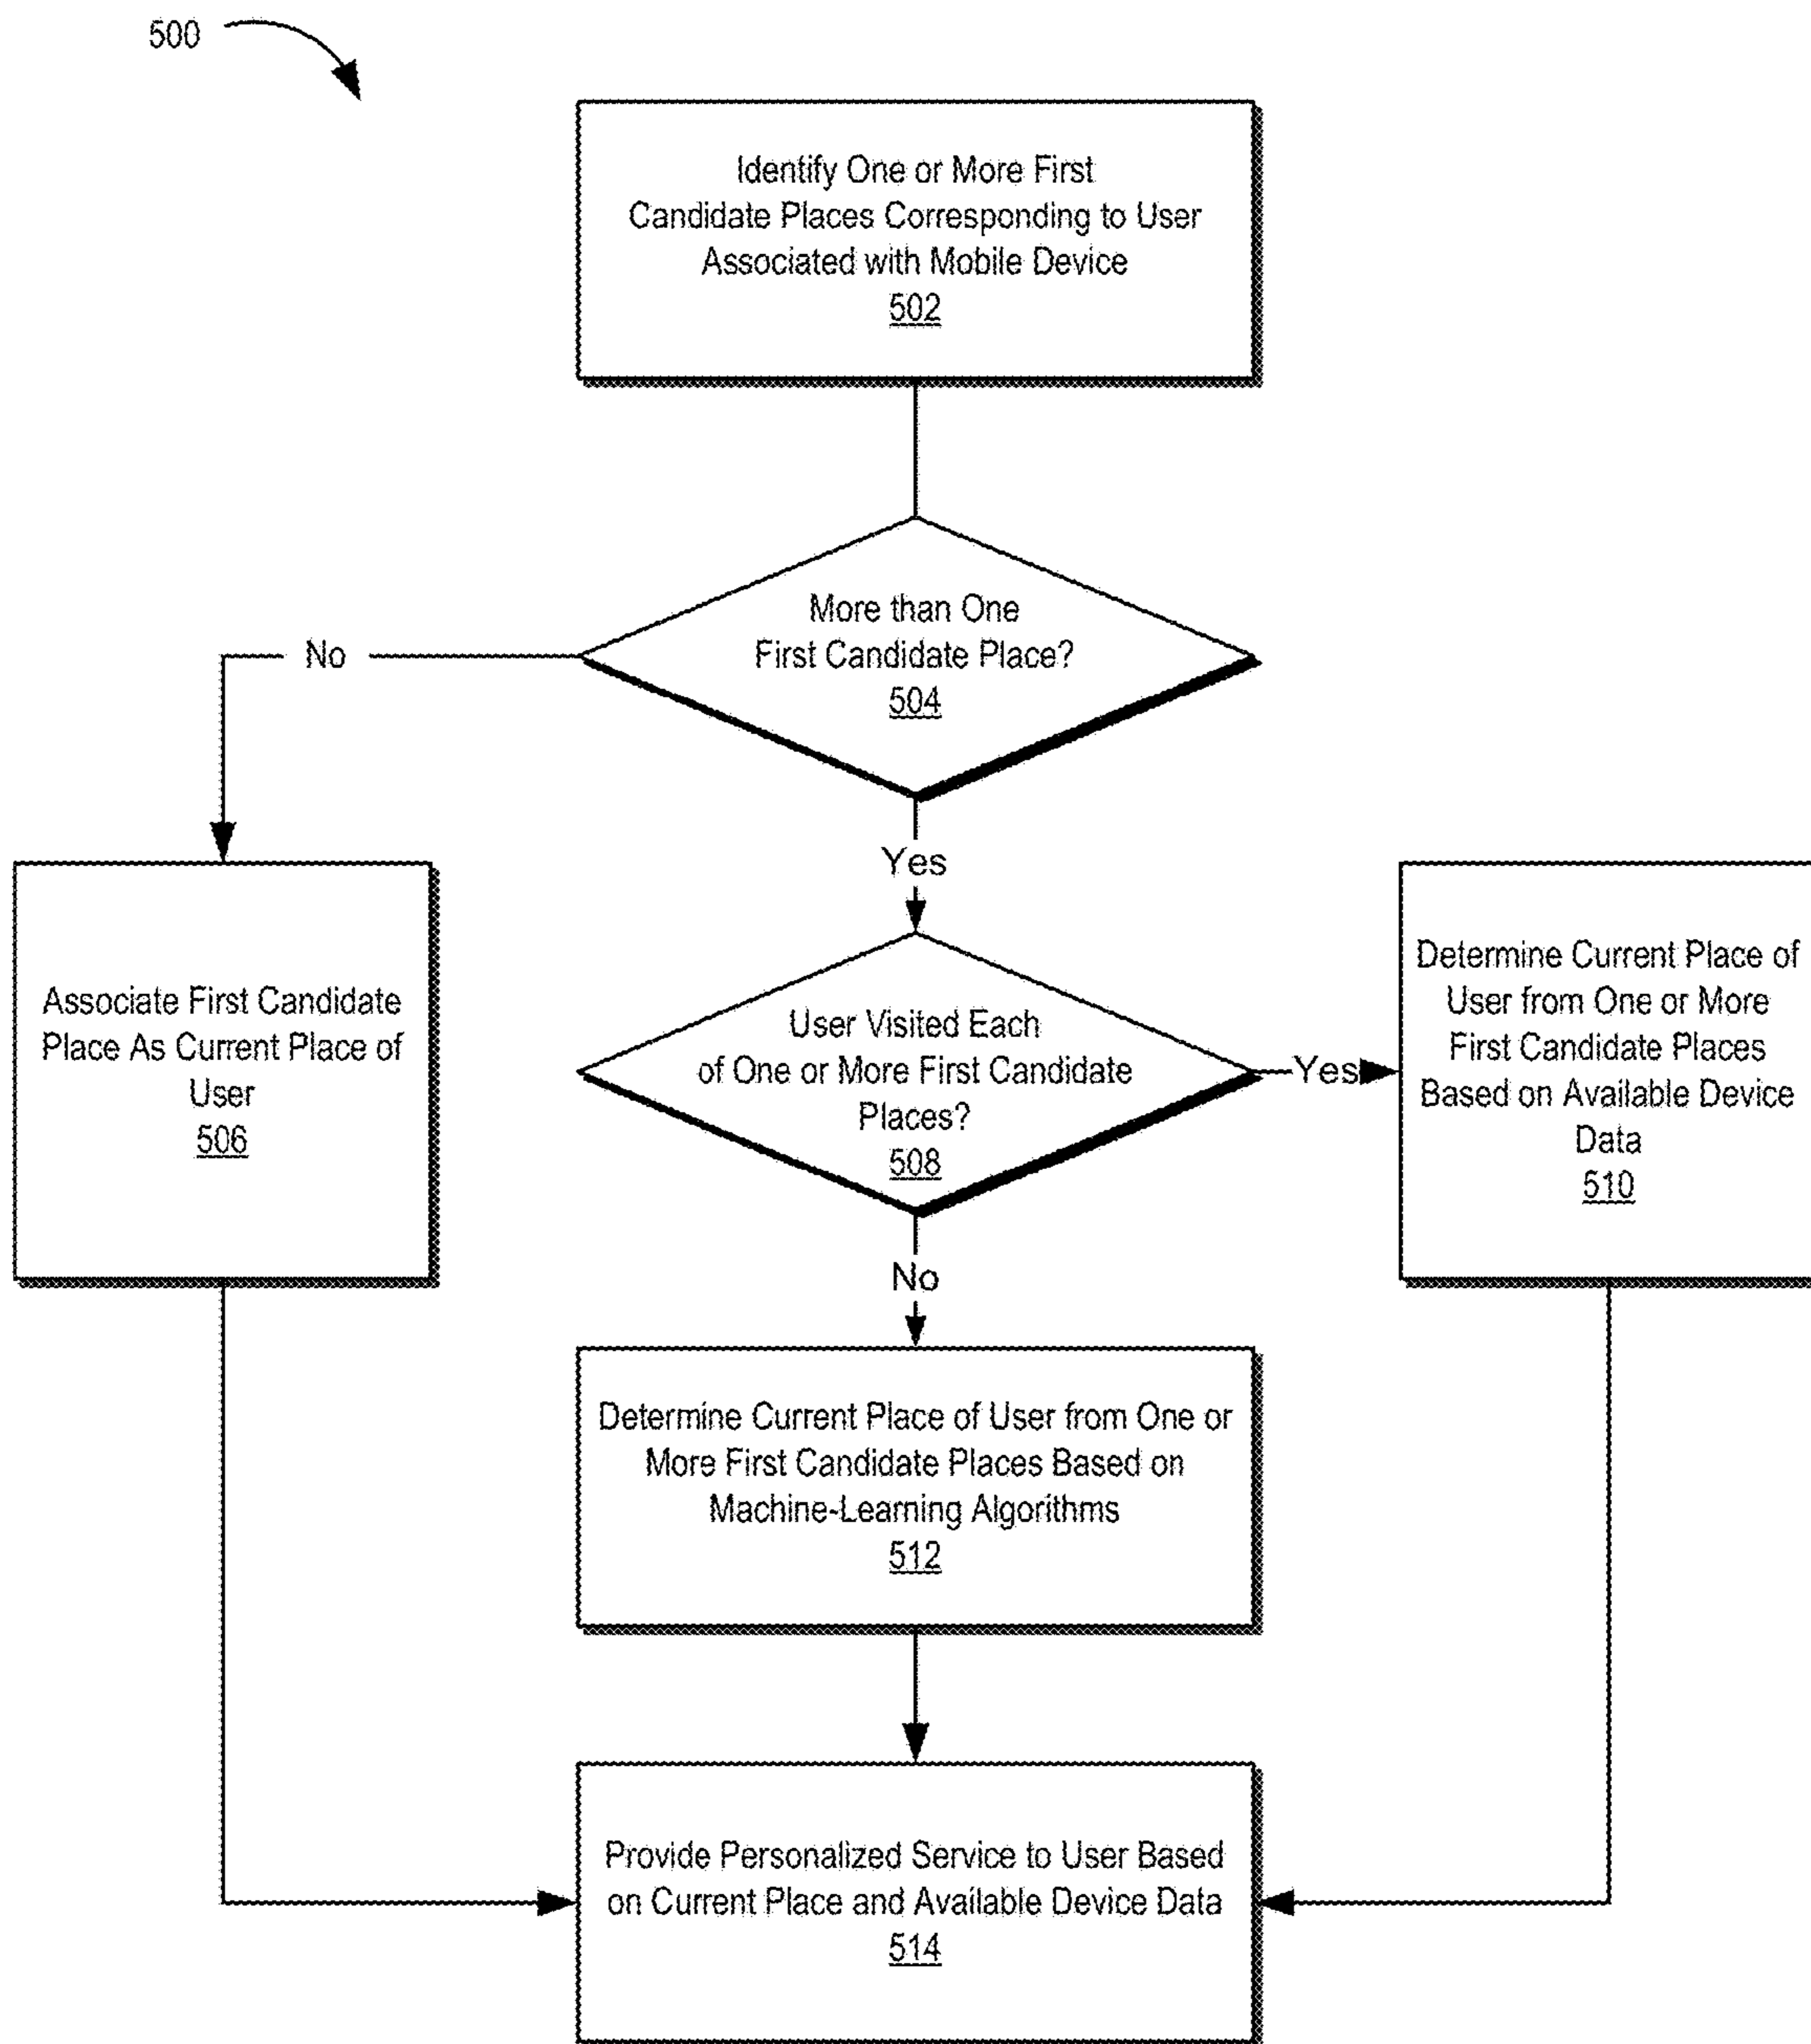 500
Identify One or More First
Candidate Places Corresponding to User
Associated with Mobile Device
502
More than One
First Candidate Place?
504
No
Yes
Associate First Candidate
Place As Current Place of
User
506
User Visited Each
of One or More First Candidate
Places?
508
Yes
Determine Current Place of
User from One or More
First Candidate Places
Based on Available Device
Data
510
No
Determine Current Place of User from One or
More First Candidate Places Based on
Machine-Learning Algorithms
512
Provide Personalized Service to User Based
on Current Place and Available Device Data
514